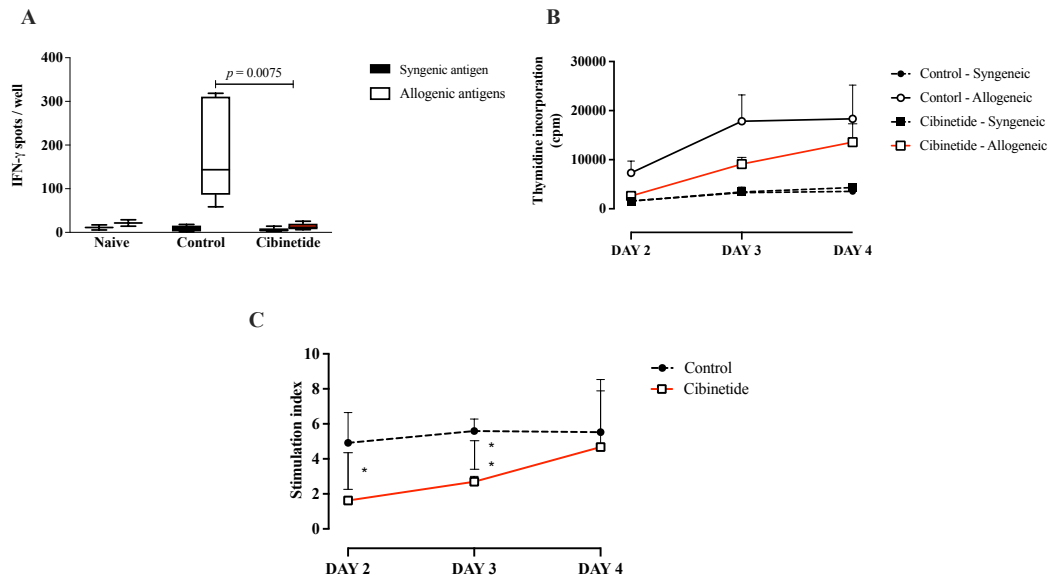 A
400
300
200
100
0
IFN-γ spots / well
p = 0.0075
Naive
Control
Cibinetide
Syngenic antigen
Allogenic antigens
B
30000
20000
10000
0
Thymidine incorporation
(cpm)
DAY 2
DAY 3
DAY 4
Control - Syngeneic
Contorl - Allogeneic
Cibinetide - Syngeneic
Cibinetide - Allogeneic
C
10
8
6
4
2
0
Stimulation index
*
*
*
DAY 2
DAY 3
DAY 4
Control
Cibinetide